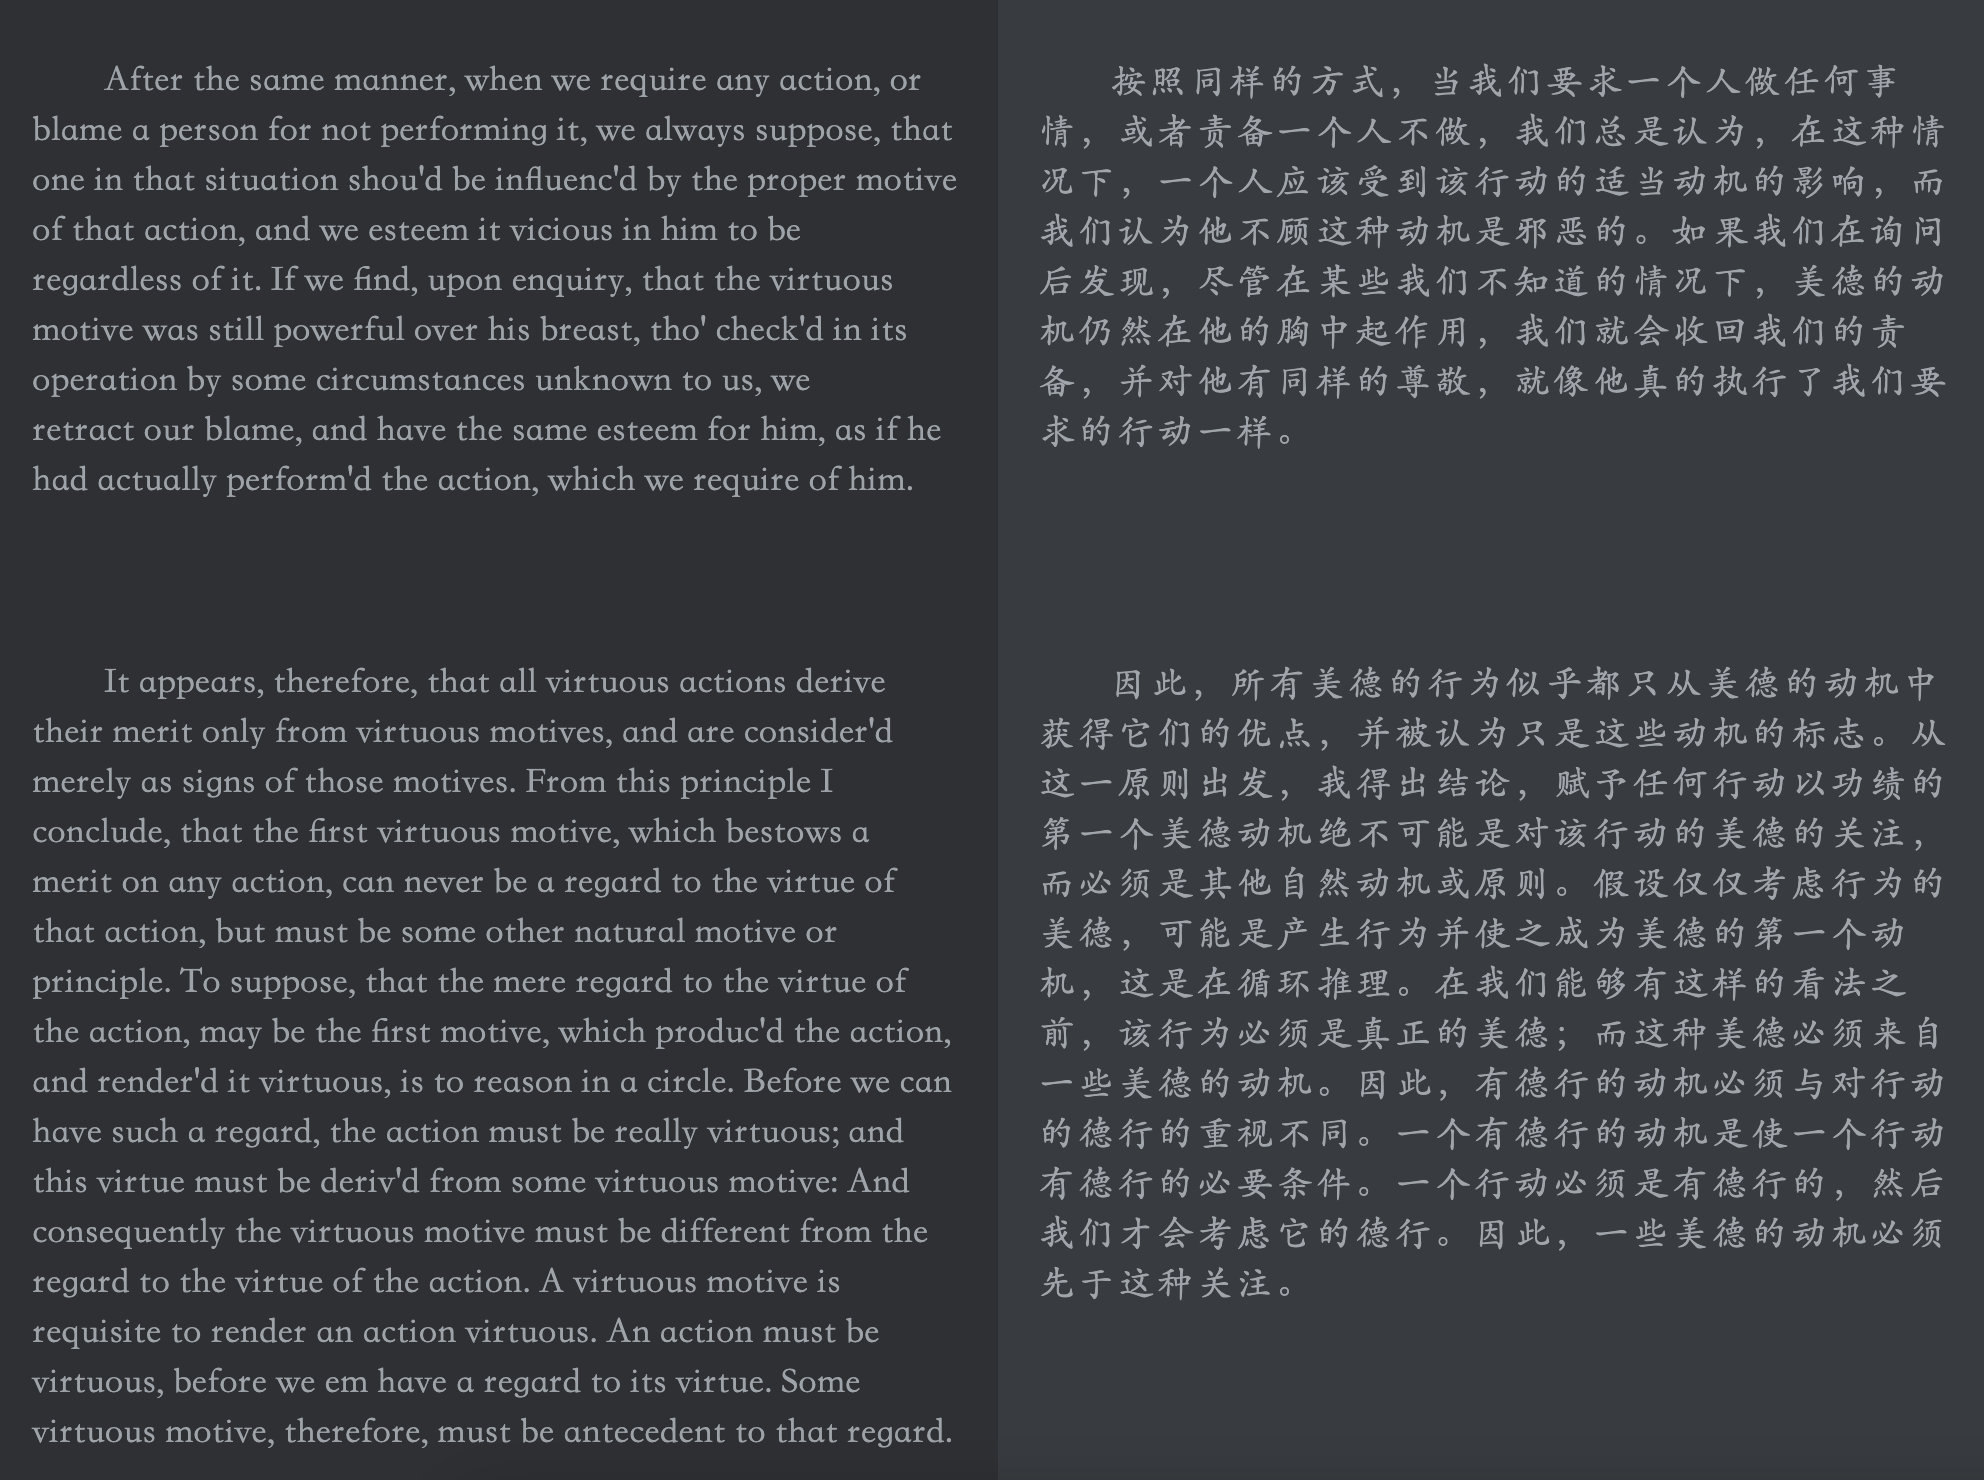 After the same manner, when we require any action, or
blame a person for not performing it, we always suppose, that
one in that situation shou'd be influenc'd by the proper motive
of that action, and we esteem it vicious in him to be
regardless of it. If we find, upon enquiry, that the virtuous
motive was still powerful over his breast, tho' check'd in its
operation by some circumstances unknown to us, we
retract our blame, and have the same esteem for him, as if he
had actually perform'd the action, which we require of him.
It appears, therefore, that all virtuous actions derive
their merit only from virtuous motives, and are consider'd
merely as signs of those motives. From this principle I
conclude, that the first virtuous motive, which bestows a
merit on any action, can never be a regard to the virtue of
that action, but must be some other natural motive or
principle. To suppose, that the mere regard to the virtue of
the action, may be the first motive, which produc'd the action,
and render'd it virtuous, is to reason in a circle. Before we can
have such a regard, the action must be really virtuous; and
this virtue must be deriv'd from some virtuous motive: And
consequently the virtuous motive must be different from the
regard to the virtue of the action. A virtuous motive is
requisite to render an action virtuous. An action must be
virtuous, before we em have a regard to its virtue. Some
virtuous motive, therefore, must be antecedent to that regard.
按照同样的方式，当我们要求一个人做任何事
情，或者责备一个人不做，我们总是认为，在这种情
况下，一个人应该受到该行动的适当动机的影响，而
我们认为他不顾这种动机是邪恶的。如果我们在询问
后发现，尽管在某些我们不知道的情况下，美德的动
机仍然在他的胸中起作用，我们就会收回我们的责
备，并对他有同样的尊敬，就像他真的执行了我们要
求的行动一样。
因此，所有美德的行为似乎都只从美德的动机中
获得它们的优点，并被认为只是这些动机的标志。从
这一原则出发，我得出结论，赋予任何行动以功绩的
第一个美德动机绝不可能是对该行动的美德的关注，
而必须是其他自然动机或原则。假设仅仅考虑行为的
美德，可能是产生行为并使之成为美德的第一个动
机，这是在循环推理。在我们能够有这样的看法之
前，该行为必须是真正的美德；而这种美德必须来自
一些美德的动机。因此，有德行的动机必须与对行动
的德行的重视不同。一个有德行的动机是使一个行动
有德行的必要条件。一个行动必须是有德行的，然后
我们才会考虑它的德行。因此，一些美德的动机必须
先于这种关注。